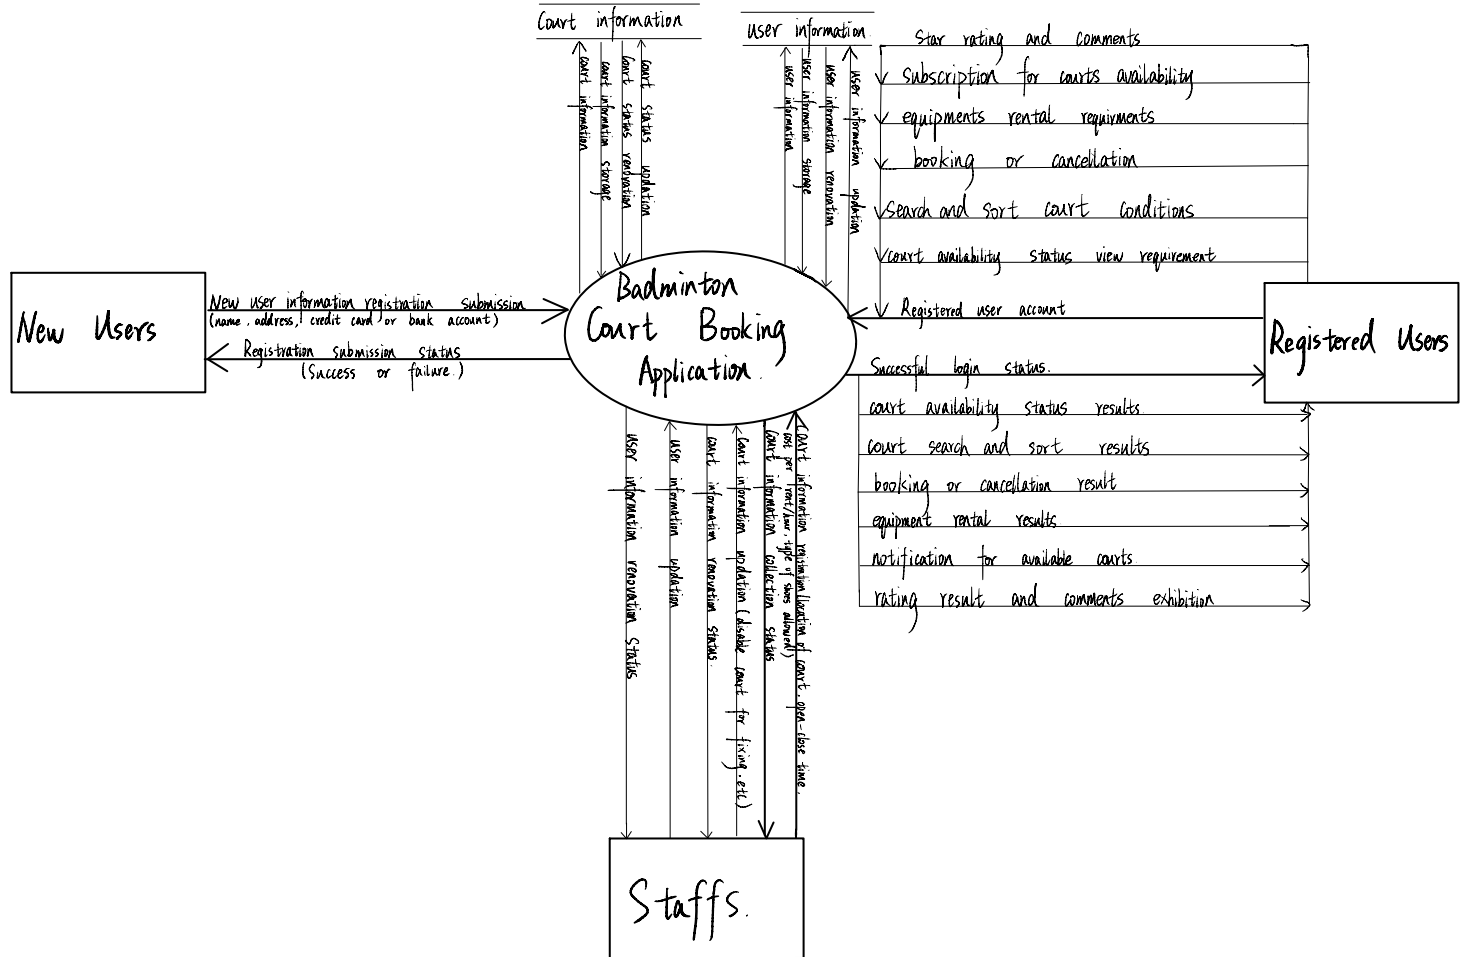 Court information
user information
Star rating and comments
subscription for courts availability
equipments rental requirments
booking or cancellation
search and sort court conditions
court availability status view requirement
Registered user account
court information
court information storage
Court status renovation
court status updation
user information
user information storage
user information renovation
user information updation
New Users
New user information registration submission
(name, address, credit card or bank account)
Registration submission status
(Success or failure)
Badminton
Court Booking
Application.
Registered Users
Successful login status.
court availability status results
court search and sort results
booking or cancellation result
equipment rental results
notification for available courts
rating result and comments exhibition
user information renovation status
user information updation
court information renovation status.
Court information updation (disable court for fixing, etc)
Court information collection status
Court information registration (location of court, open-close time,
cost per rent/hour, type of shoes allowed)
Staffs.